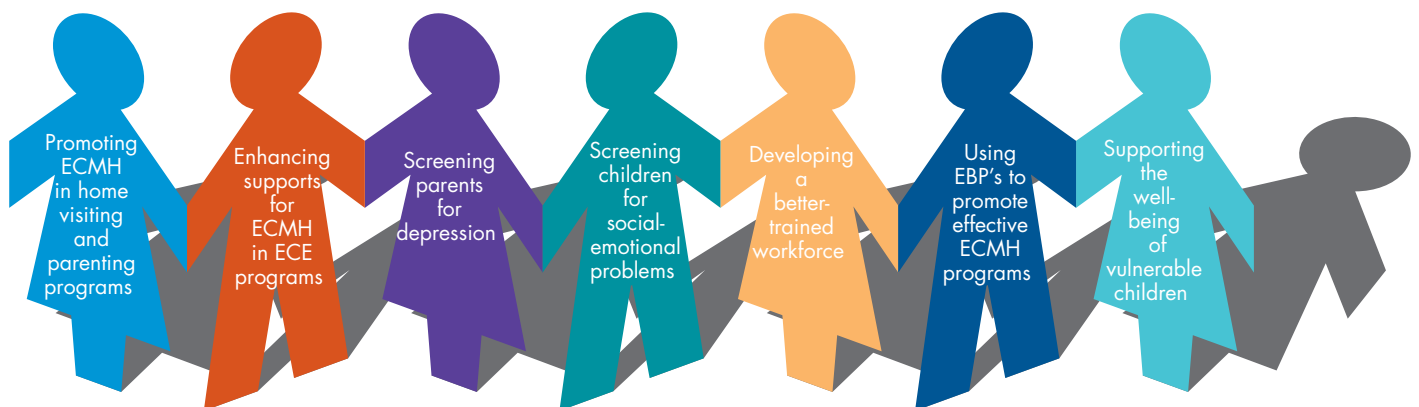 Promoting
ECMH
in home
visiting
and
parenting
programs
Enhancing
supports
for
ECMH
in ECE
programs
Screening
parents
for
depression
Screening
children
for
social-
emotional
problems
Developing
a
better-
trained
workforce
Using
EBP's to
promote
effective
ECMH
programs
Supporting
the
well-
being
of
vulnerable
children